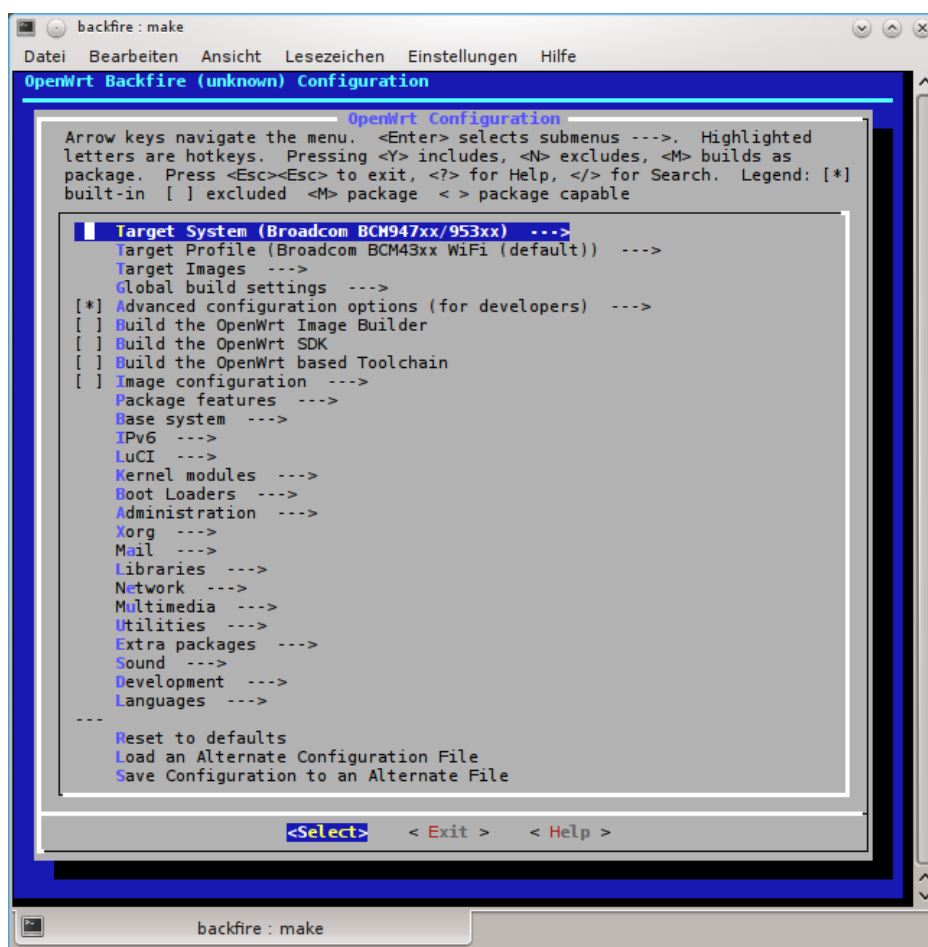 backfire : make
Datei Bearbeiten Ansicht Lesezeichen Einstellungen Hilfe
OpenWrt Backfire (unknown) Configuration
OpenWrt Configuration
Arrow keys navigate the menu. <Enter> selects submenus --->. Highlighted
letters are hotkeys. Pressing <Y> includes, <N> excludes, <M> builds as
package. Press <Esc><Esc> to exit, <?> for Help, </> for Search. Legend: [*]
built-in [ ] excluded <M> package < > package capable
Target System (Broadcom BCM947xx/953xx) --->
Target Profile (Broadcom BCM43xx WiFi (default)) --->
Target Images --->
Global build settings --->
[*] Advanced configuration options (for developers) --->
[ ] Build the OpenWrt Image Builder
[ ] Build the OpenWrt SDK
[ ] Build the OpenWrt based Toolchain
[ ] Image configuration --->
Package features --->
Base system --->
IPv6 --->
LuCI --->
Kernel modules --->
Boot Loaders --->
Administration --->
Xorg --->
Mail --->
Libraries --->
Network --->
Multimedia --->
Utilities --->
Extra packages --->
Sound --->
Development --->
Languages --->
---
Reset to defaults
Load an Alternate Configuration File
Save Configuration to an Alternate File
<Select> < Exit > < Help >
backfire : make